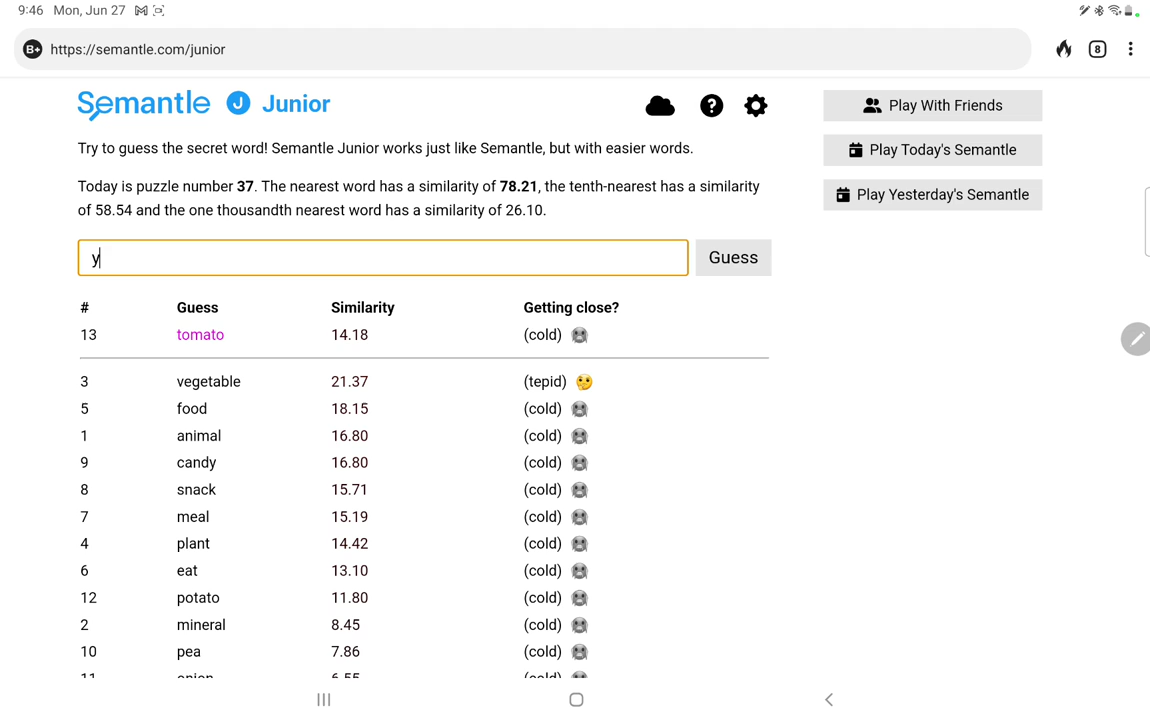 9:46 Mon, Jun 27
B+ https://semantle.com/junior 8
Semantle J Junior
Play With Friends
Try to guess the secret word! Semantle Junior works just like Semantle, but with easier words.
Play Today's Semantle
Today is puzzle number 37. The nearest word has a similarity of 78.21, the tenth-nearest has a similarity
of 58.54 and the one thousandth nearest word has a similarity of 26.10.
Play Yesterday's Semantle
y Guess
# Guess Similarity Getting close?
13 tomato 14.18 (cold)
3 vegetable 21.37 (tepid)
5 food 18.15 (cold)
1 animal 16.80 (cold)
9 candy 16.80 (cold)
8 snack 15.71 (cold)
7 meal 15.19 (cold)
4 plant 14.42 (cold)
6 eat 13.10 (cold)
12 potato 11.80 (cold)
2 mineral 8.45 (cold)
10 pea 7.86 (cold)
11 onion 6.55 (cold)